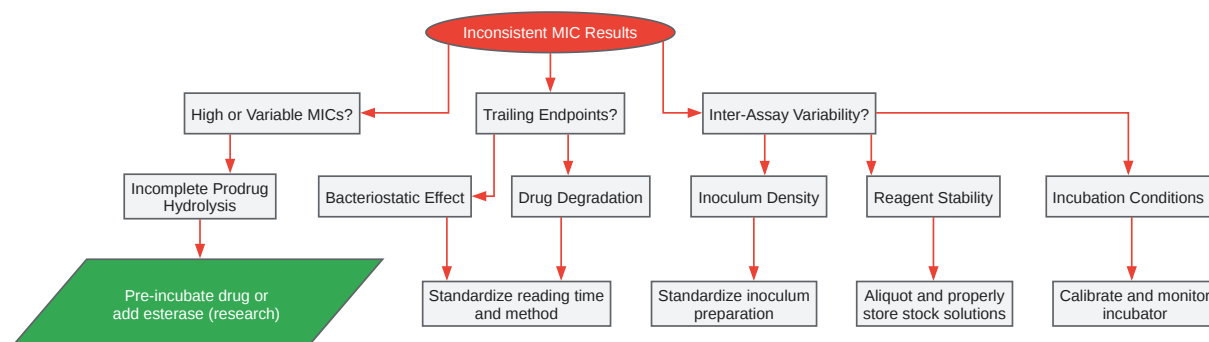 Inconsistent MIC Results
High or Variable MICs?
Trailing Endpoints?
Inter-Assay Variability?
Incomplete Prodrug
Hydrolysis
Bacteriostatic Effect
Drug Degradation
Inoculum Density
Reagent Stability
Incubation Conditions
Pre-incubate drug or
add esterase (research)
Standardize reading time
and method
Standardize inoculum
preparation
Aliquot and properly
store stock solutions
Calibrate and monitor
incubator